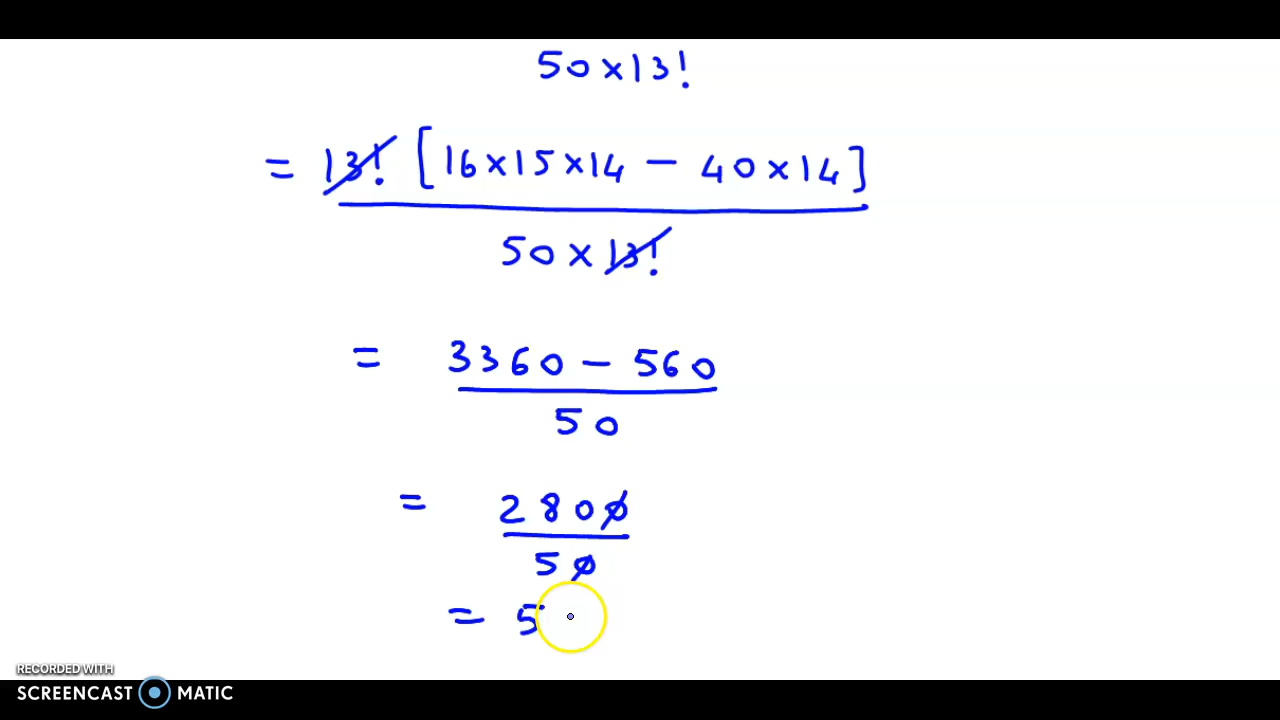 50×13!
= 13! [16×15×14 − 40×14]
50×13!
= 3360 − 560
50
= 2800
50
= 5
RECORDED WITH
SCREENCAST MATIC